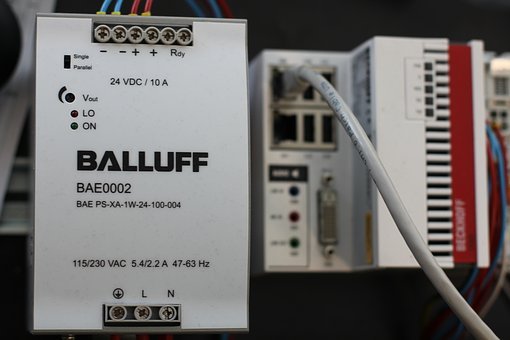 - - + + Rdy
Single
Parallel
24 VDC / 10 A
Vout
LO
ON
BALLUFF
BAE0002
BAE PS-XA-1W-24-100-004
115/230 VAC 5.4/2.2 A 47-63 Hz
L N
BECKHOFF